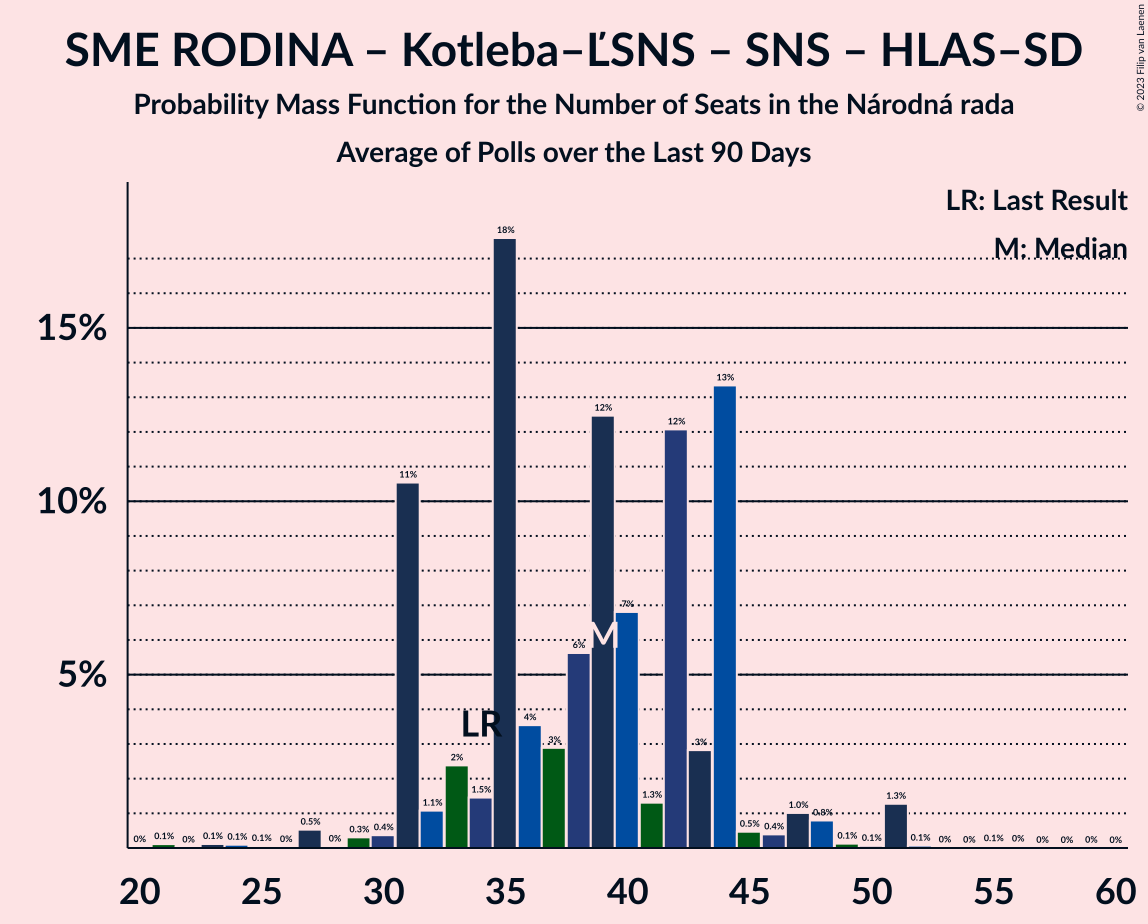 SME RODINA – Kotleba–ĽSNS – SNS – HLAS–SD
Probability Mass Function for the Number of Seats in the Národná rada
Average of Polls over the Last 90 Days
© 2023 Filip van Laenen
LR: Last Result
M: Median
15%
10%
5%
0% 0.1% 0% 0.1% 0.1% 0.1% 0% 0.5% 0% 0.3% 0.4% 11% 1.1% 2% 1.5% 18% 4% 3% 6% 12% 7% 1.3% 12% 3% 13% 0.5% 0.4% 1.0% 0.8% 0.1% 0.1% 1.3% 0.1% 0% 0% 0.1% 0% 0% 0% 0% 0%
LR
M
20 25 30 35 40 45 50 55 60